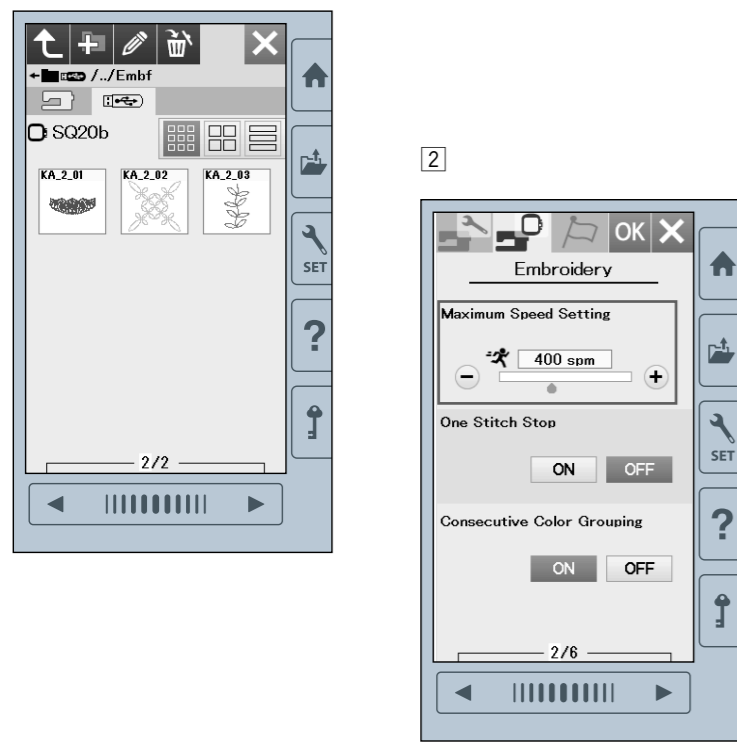 /../Embf
SQ20b
KA_2_01 KA_2_02 KA_2_03
SET
?
2/2
2
OK
Embroidery
Maximum Speed Setting
400 spm
One Stitch Stop
ON OFF
SET
Consecutive Color Grouping
?
ON OFF
2/6